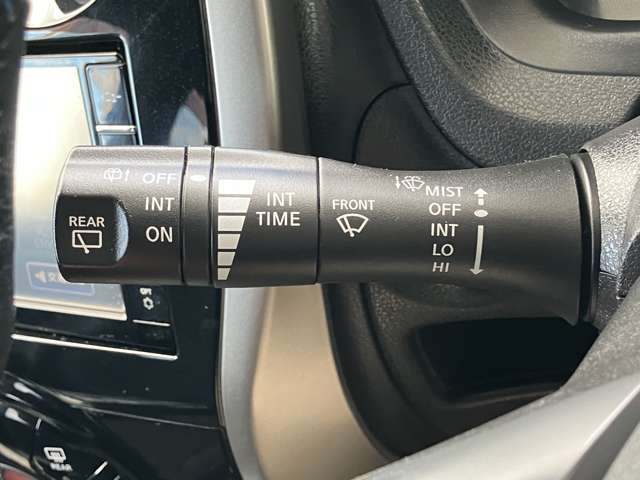 OFF
INT
ON
REAR
INT
TIME
FRONT
MIST
OFF
INT
LO
HI
REAR